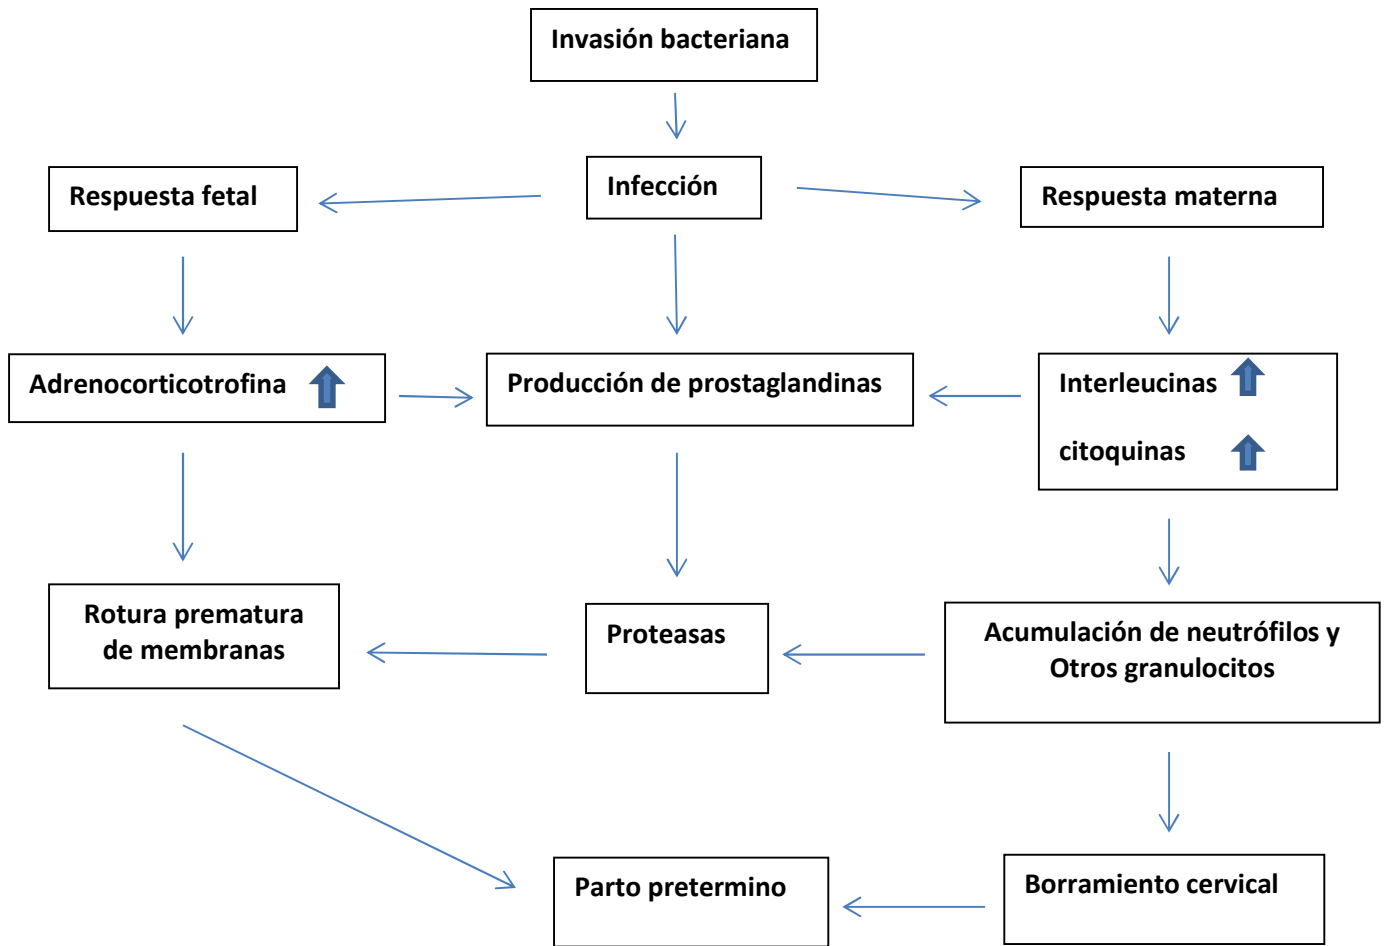 Invasión bacteriana
Respuesta fetal
Infección
Respuesta materna
Adrenocorticotrofina
Producción de prostaglandinas
Interleucinas
citoquinas
Rotura prematura
de membranas
Proteasas
Acumulación de neutrófilos y
Otros granulocitos
Parto pretermino
Borramiento cervical